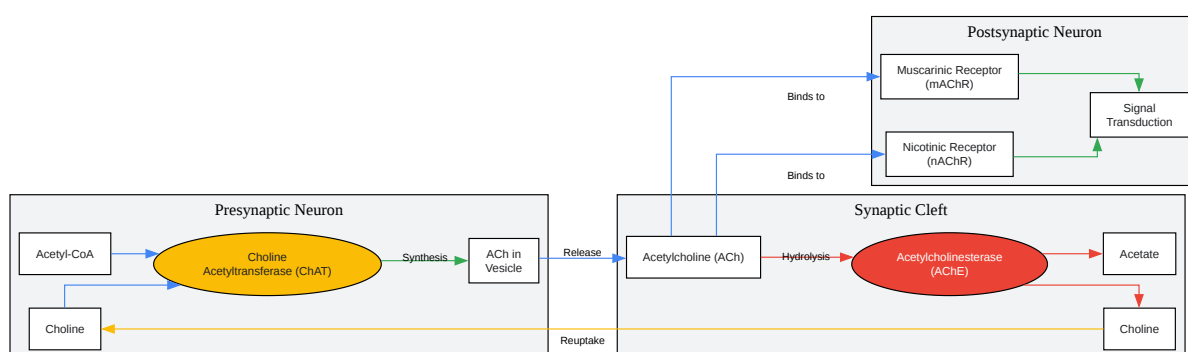 Postsynaptic Neuron
Muscarinic Receptor
(mAChR)
Binds to
Signal
Transduction
Nicotinic Receptor
(nAChR)
Binds to
Presynaptic Neuron
Synaptic Cleft
Acetyl-CoA
Choline
Acetyltransferase (ChAT)
Synthesis
ACh in
Vesicle
Release
Acetylcholine (ACh)
Hydrolysis
Acetylcholinesterase
(AChE)
Acetate
Choline
Reuptake
Choline